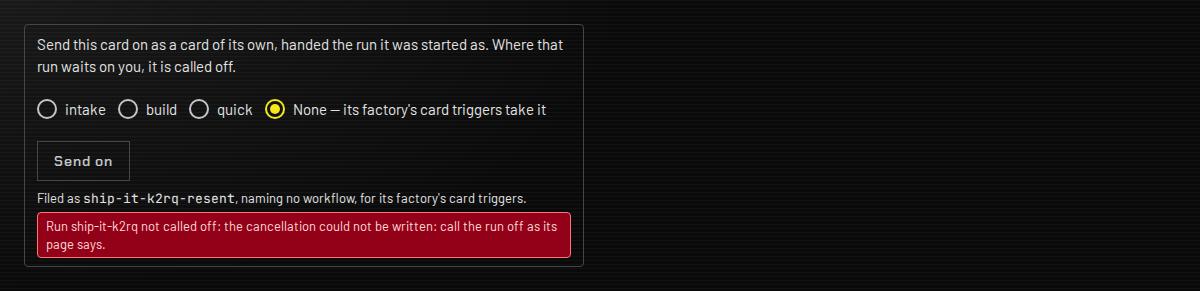 Send this card on as a card of its own, handed the run it was started as. Where that
run waits on you, it is called off.
intake build quick None — its factory's card triggers take it
Send on
Filed as ship-it-k2rq-resent, naming no workflow, for its factory's card triggers.
Run ship-it-k2rq not called off: the cancellation could not be written: call the run off as its
page says.